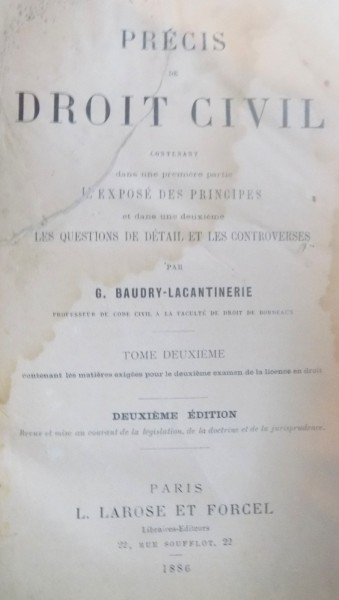 PRÉCIS
DE
DROIT CIVIL
CONTENANT
dans une première partie
L'EXPOSÉ DES PRINCIPES
et dans une deuxième
LES QUESTIONS DE DÉTAIL ET LES CONTROVERSES
PAR
G. BAUDRY-LACANTINERIE
PROFESSEUR DE CODE CIVIL A LA FACULTÉ DE DROIT DE BORDEAUX
TOME DEUXIÈME
contenant les matières exigées pour le deuxième examen de la licence en droit
DEUXIÈME ÉDITION
Revue et mise au courant de la législation, de la doctrine et de la jurisprudence.
PARIS
L. LAROSE ET FORCEL
Libraires-Editeurs
22, RUE SOUFFLOT, 22
1886